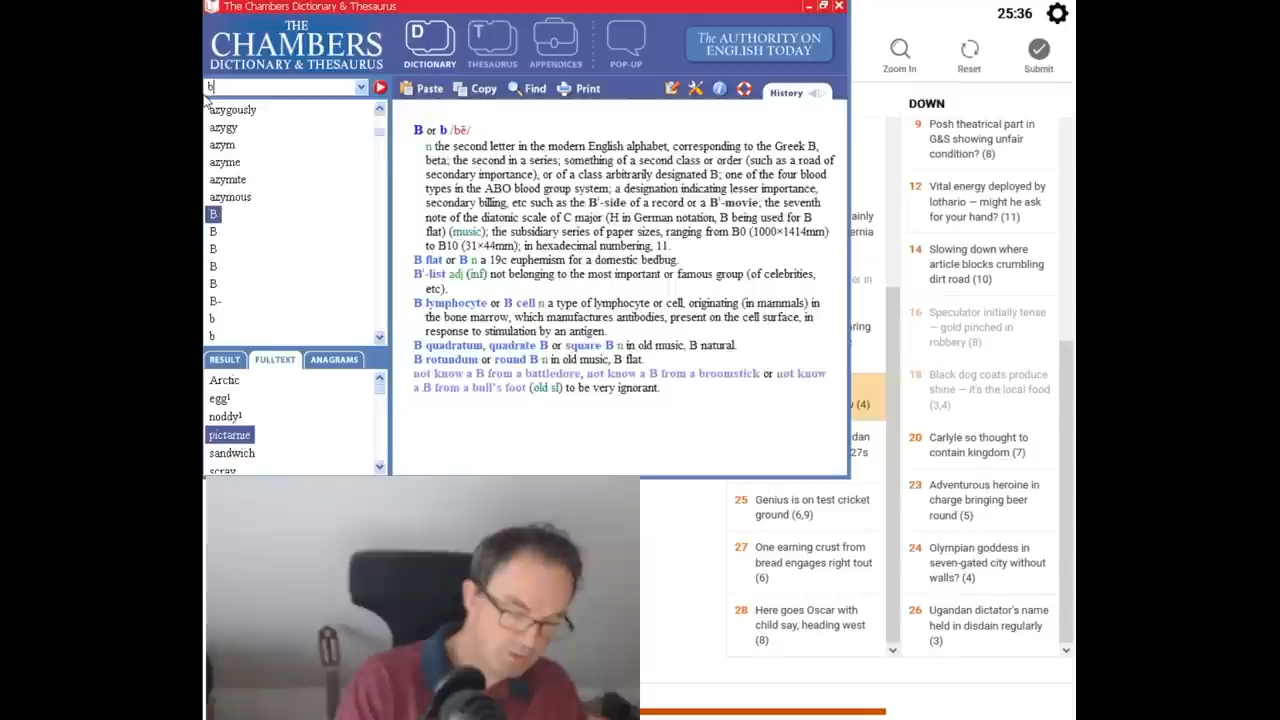 The Chambers Dictionary & Thesaurus
THE
CHAMBERS
DICTIONARY & THESAURUS
D
DICTIONARY
T
THESAURUS
APPENDICES
POP-UP
The AUTHORITY ON
ENGLISH TODAY
25:36
Zoom In
Reset
Submit
b
Paste
Copy
Find
Print
History
azygously
azygy
azym
azyme
azymite
azymous
B
B
B
B
B
B-
b
b
RESULT
FULLTEXT
ANAGRAMS
Arctic
egg¹
noddy¹
pictarnie
sandwich
scray
B or b /bē/
n the second letter in the modern English alphabet, corresponding to the Greek B,
beta; the second in a series; something of a second class or order (such as a road of
secondary importance), or of a class arbitrarily designated B; one of the four blood
types in the ABO blood group system; a designation indicating lesser importance,
secondary billing, etc such as the B'-side of a record or a B'-movie; the seventh
note of the diatonic scale of C major (H in German notation, B being used for B
flat) (music); the subsidiary series of paper sizes, ranging from B0 (1000×1414mm)
to B10 (31×44mm); in hexadecimal numbering, 11.
B flat or B n a 19c euphemism for a domestic bedbug.
B'-list adj (inf) not belonging to the most important or famous group (of celebrities,
etc).
B lymphocyte or B cell n a type of lymphocyte or cell, originating (in mammals) in
the bone marrow, which manufactures antibodies, present on the cell surface, in
response to stimulation by an antigen.
B quadratum, quadrate B or square B n in old music, B natural.
B rotundum or round B n in old music, B flat.
not know a B from a battledore, not know a B from a broomstick or not know
a B from a bull's foot (old sl) to be very ignorant.
(4)
27s
25 Genius is on test cricket
ground (6,9)
27 One earning crust from
bread engages right tout
(6)
28 Here goes Oscar with
child say, heading west
(8)
DOWN
9 Posh theatrical part in
G&S showing unfair
condition? (8)
12 Vital energy deployed by
lothario — might he ask
for your hand? (11)
14 Slowing down where
article blocks crumbling
dirt road (10)
16 Speculator initially tense
— gold pinched in
robbery (8)
18 Black dog coats produce
shine — it's the local food
(3,4)
20 Carlyle so thought to
contain kingdom (7)
23 Adventurous heroine in
charge bringing beer
round (5)
24 Olympian goddess in
seven-gated city without
walls? (4)
26 Ugandan dictator's name
held in disdain regularly
(3)